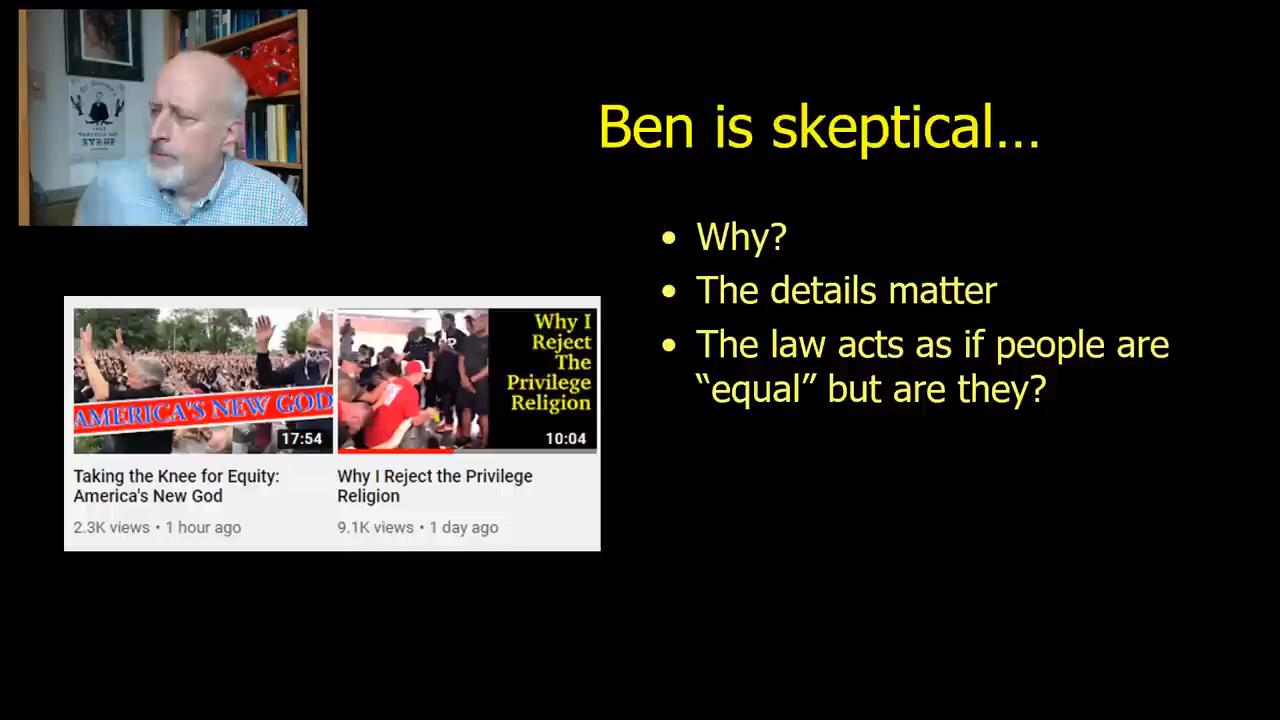 SYRUP
Ben is skeptical...
• Why?
• The details matter
• The law acts as if people are
“equal” but are they?
AMERICA'S NEW GOD
17:54
Why I
Reject
The
Privilege
Religion
10:04
Taking the Knee for Equity:
America's New God
2.3K views • 1 hour ago
Why I Reject the Privilege
Religion
9.1K views • 1 day ago